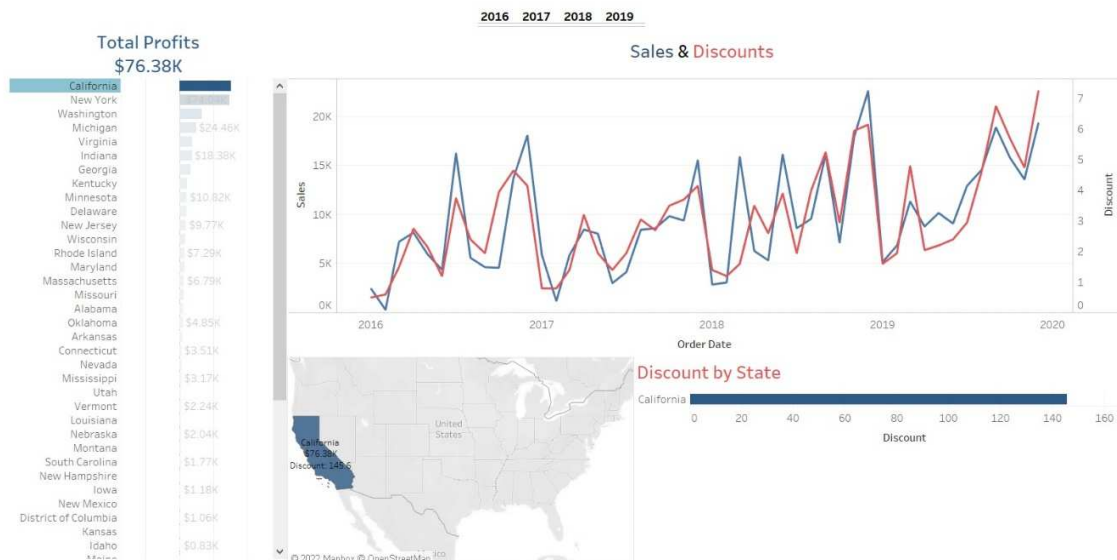 2016 2017 2018 2019
Total Profits
$76.38K
California
New York
Washington
Michigan $24.46K
Virginia
Indiana $18.38K
Georgia
Kentucky
Minnesota $10.82K
Delaware
New Jersey $9.77K
Wisconsin
Rhode Island $7.29K
Maryland
Massachusetts $6.79K
Missouri
Alabama
Oklahoma $4.85K
Arkansas
Connecticut $3.51K
Nevada
Mississippi $3.17K
Utah
Vermont $2.24K
Louisiana
Nebraska $2.04K
Montana
South Carolina $1.77K
New Hampshire
Iowa $1.18K
New Mexico
District of Columbia $1.06K
Kansas
Idaho $0.83K
Sales & Discounts
Sales
20K
15K
10K
5K
0K
7
6
5
4
3
2
1
0
Discount
2016 2017 2018 2019 2020
Order Date
United
States
California
$76.38K
Discount: 145.6
© 2022 Mapbox © OpenStreetMap
Discount by State
California
0 20 40 60 80 100 120 140 160
Discount